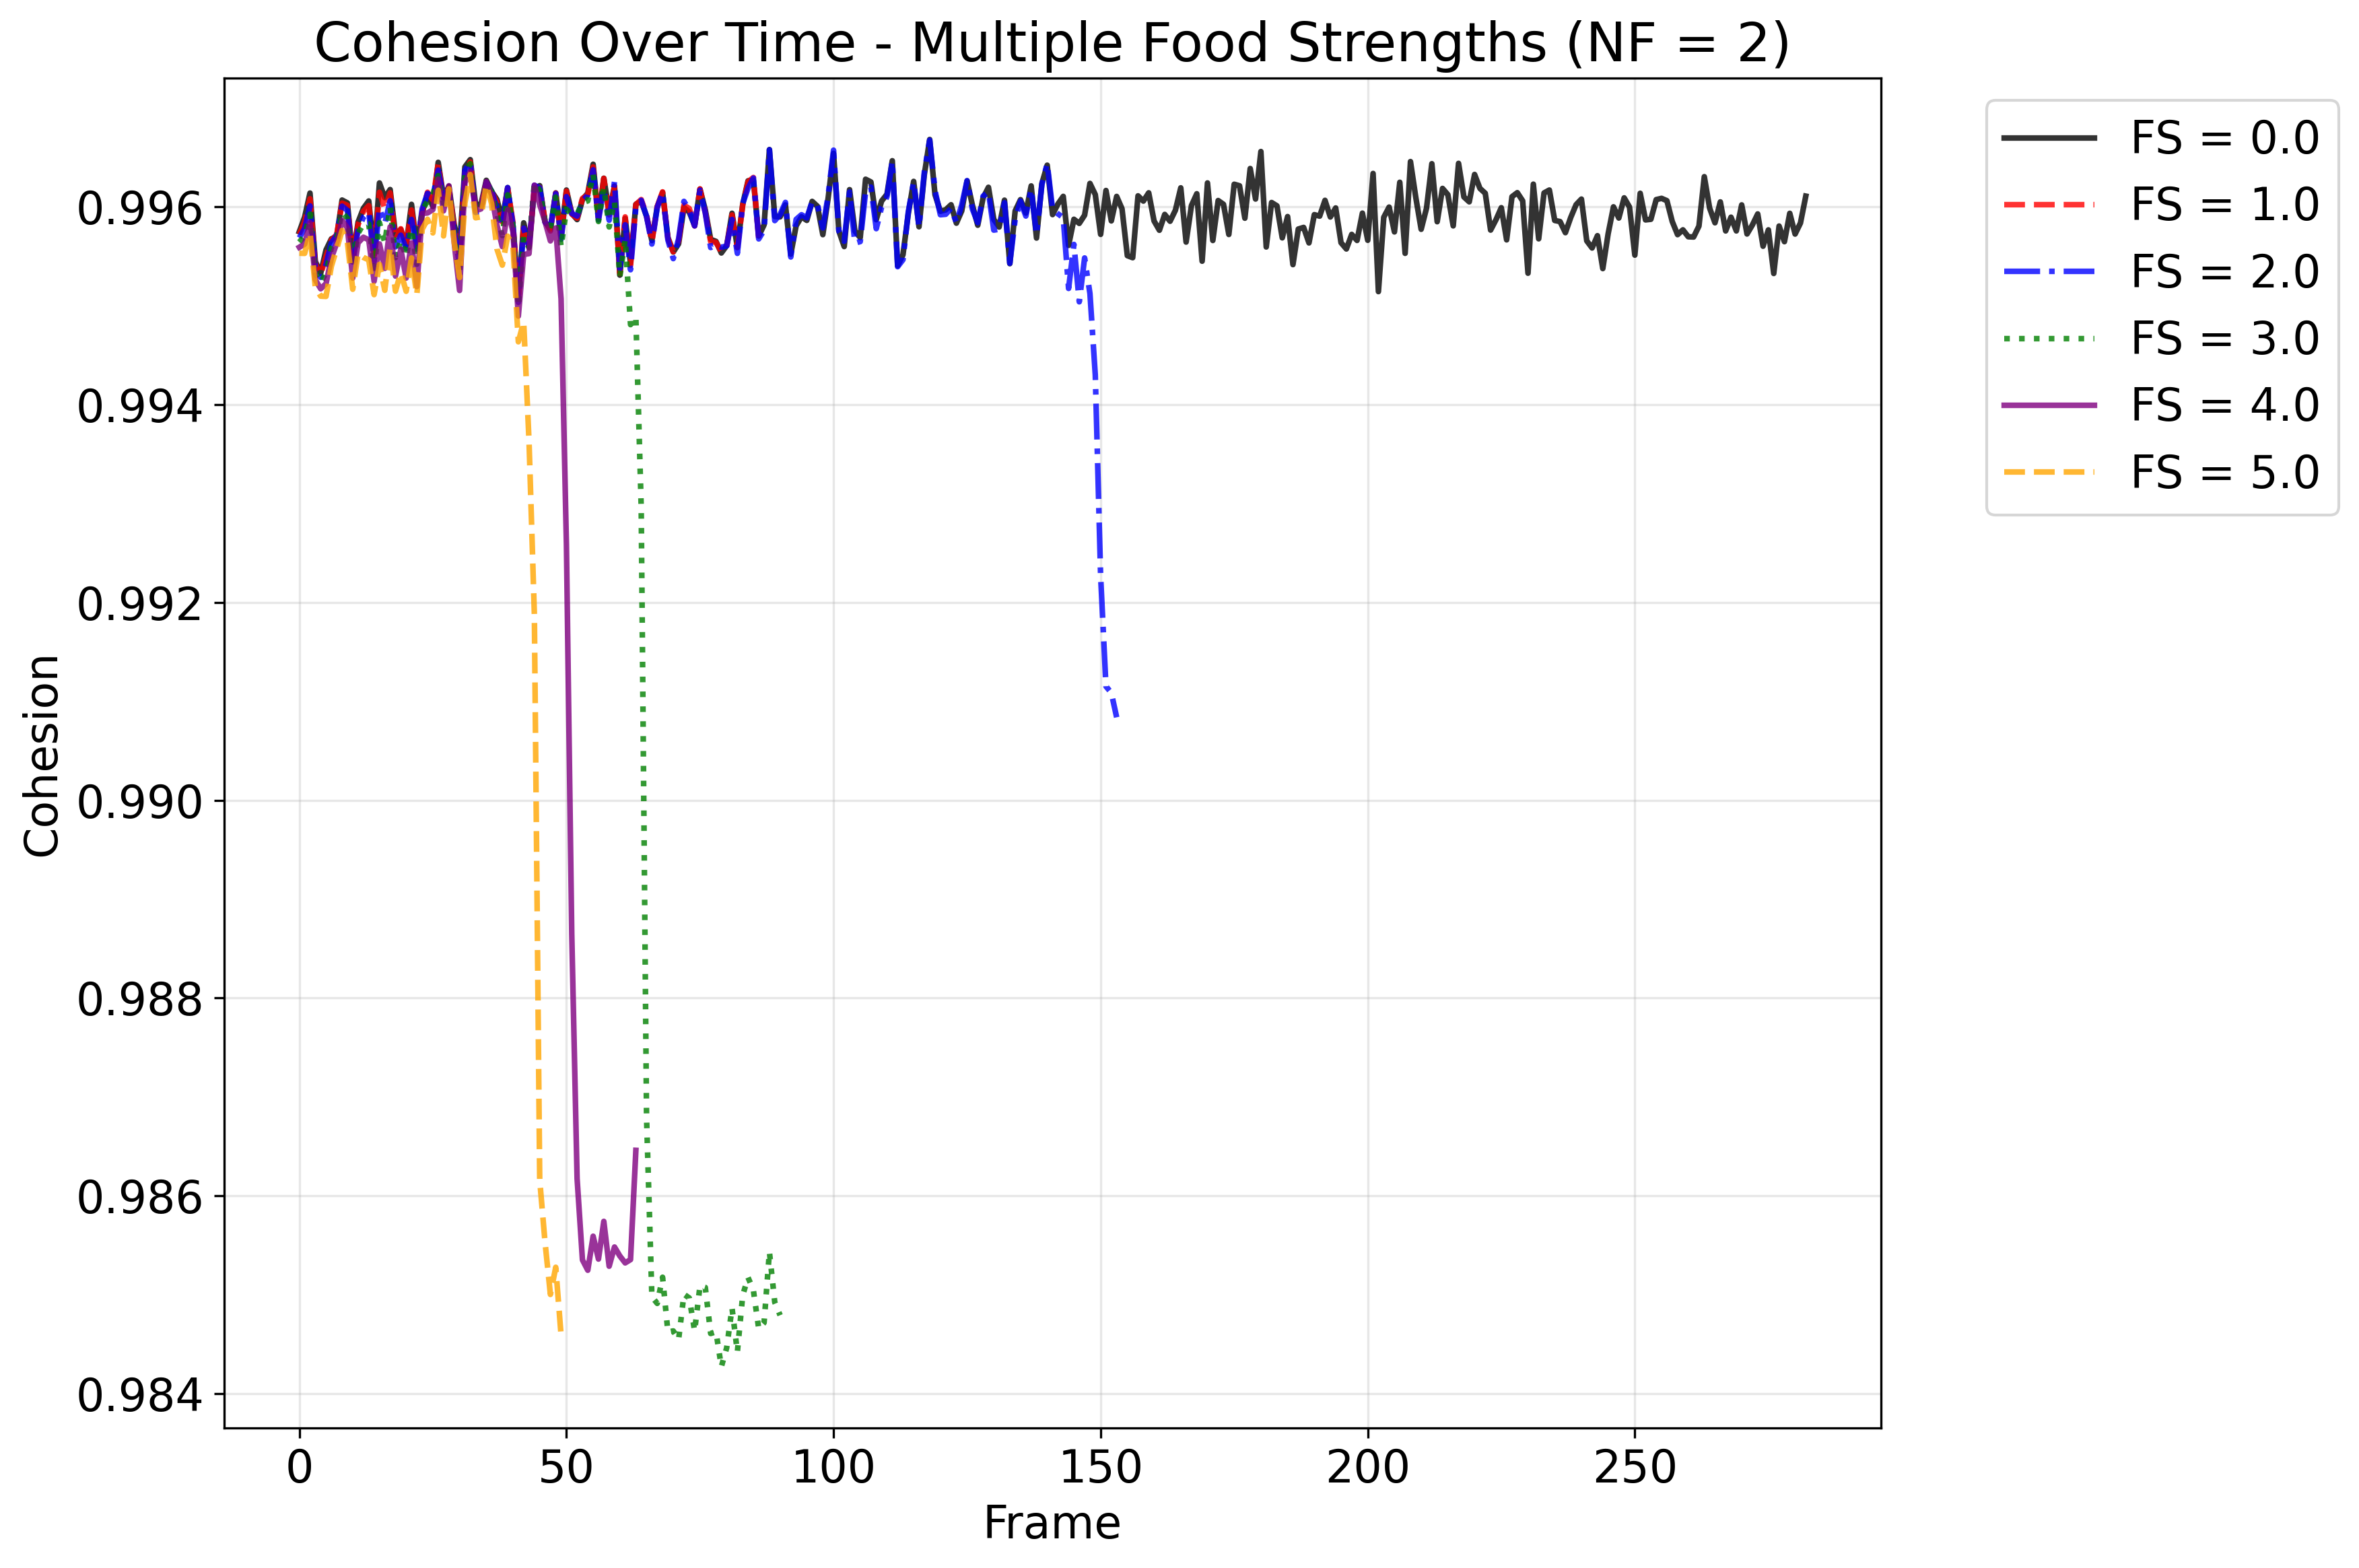 Cohesion Over Time - Multiple Food Strengths (NF = 2)
FS = 0.0
FS = 1.0
FS = 2.0
FS = 3.0
FS = 4.0
FS = 5.0
Cohesion
0.996
0.994
0.992
0.990
0.988
0.986
0.984
0 50 100 150 200 250
Frame